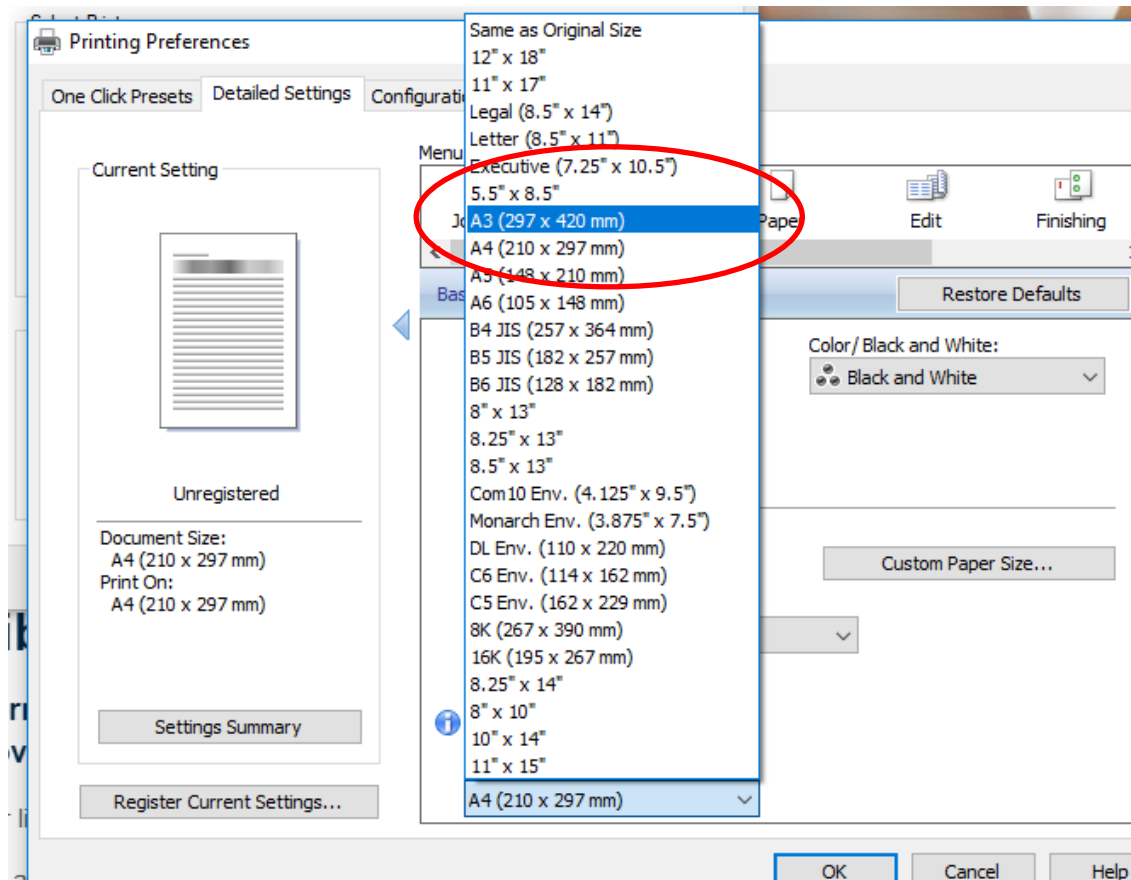 Printing Preferences
One Click Presets
Detailed Settings
Current Setting
Unregistered
Document Size:
A4 (210 x 297 mm)
Print On:
A4 (210 x 297 mm)
Settings Summary
Register Current Settings...
Menu
Same as Original Size
12" x 18"
11" x 17"
Legal (8.5" x 14")
Letter (8.5" x 11")
Executive (7.25" x 10.5")
5.5" x 8.5"
A3 (297 x 420 mm)
A4 (210 x 297 mm)
A5 (148 x 210 mm)
A6 (105 x 148 mm)
B4 JIS (257 x 364 mm)
B5 JIS (182 x 257 mm)
B6 JIS (128 x 182 mm)
8" x 13"
8.25" x 13"
8.5" x 13"
Com10 Env. (4.125" x 9.5")
Monarch Env. (3.875" x 7.5")
DL Env. (110 x 220 mm)
C6 Env. (114 x 162 mm)
C5 Env. (162 x 229 mm)
8K (267 x 390 mm)
16K (195 x 267 mm)
8.25" x 14"
8" x 10"
10" x 14"
11" x 15"
A4 (210 x 297 mm)
Paper
Edit
Finishing
Restore Defaults
Color/Black and White:
Black and White
Custom Paper Size...
OK
Cancel
Help